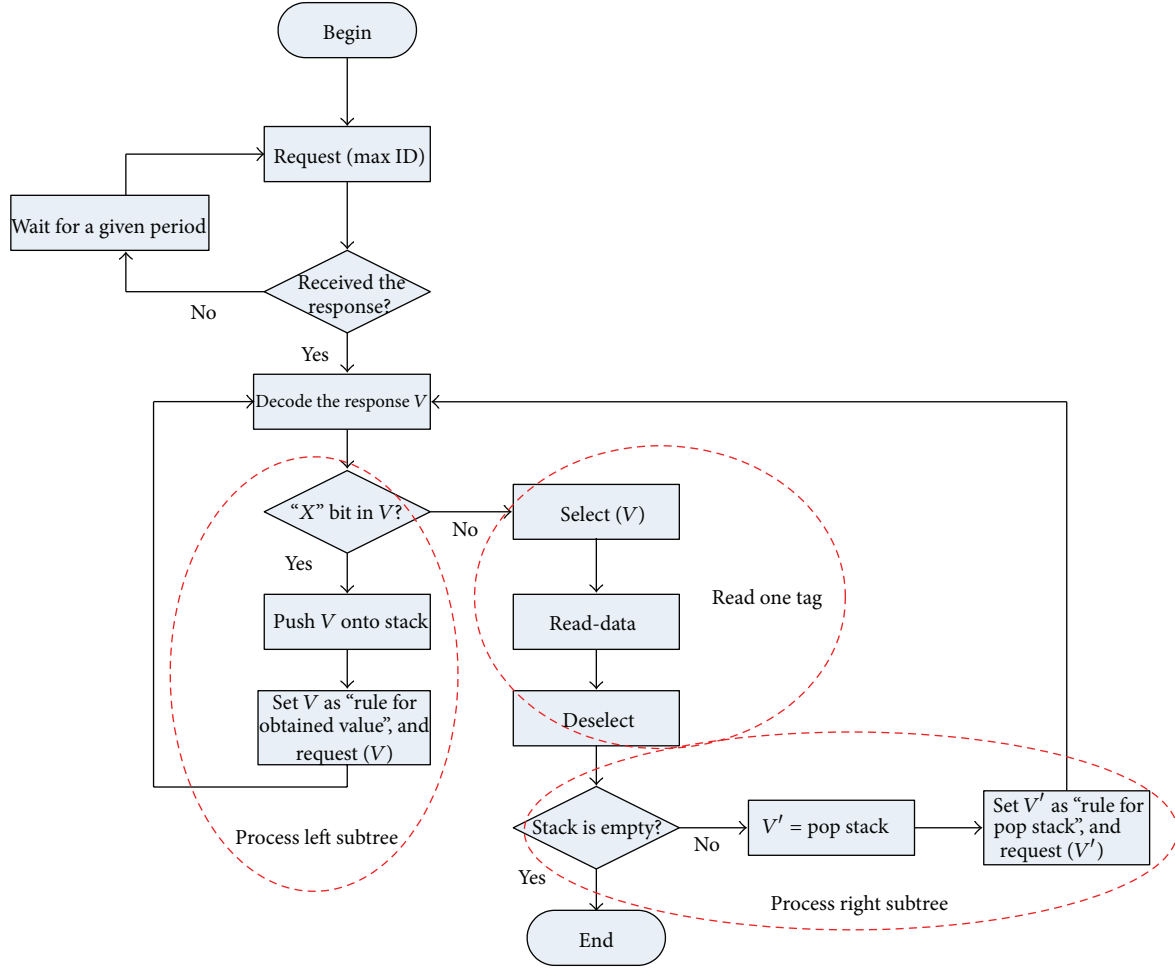 Begin
Request (max ID)
Wait for a given period
Received the
response?
No
Yes
Decode the response V
"X" bit in V?
No
Select (V)
Yes
Read one tag
Push V onto stack
Read-data
Set V as "rule for
obtained value", and
request (V)
Deselect
Process left subtree
Stack is empty?
No
V′ = pop stack
Set V′ as "rule for
pop stack", and
request (V′)
Yes
Process right subtree
End